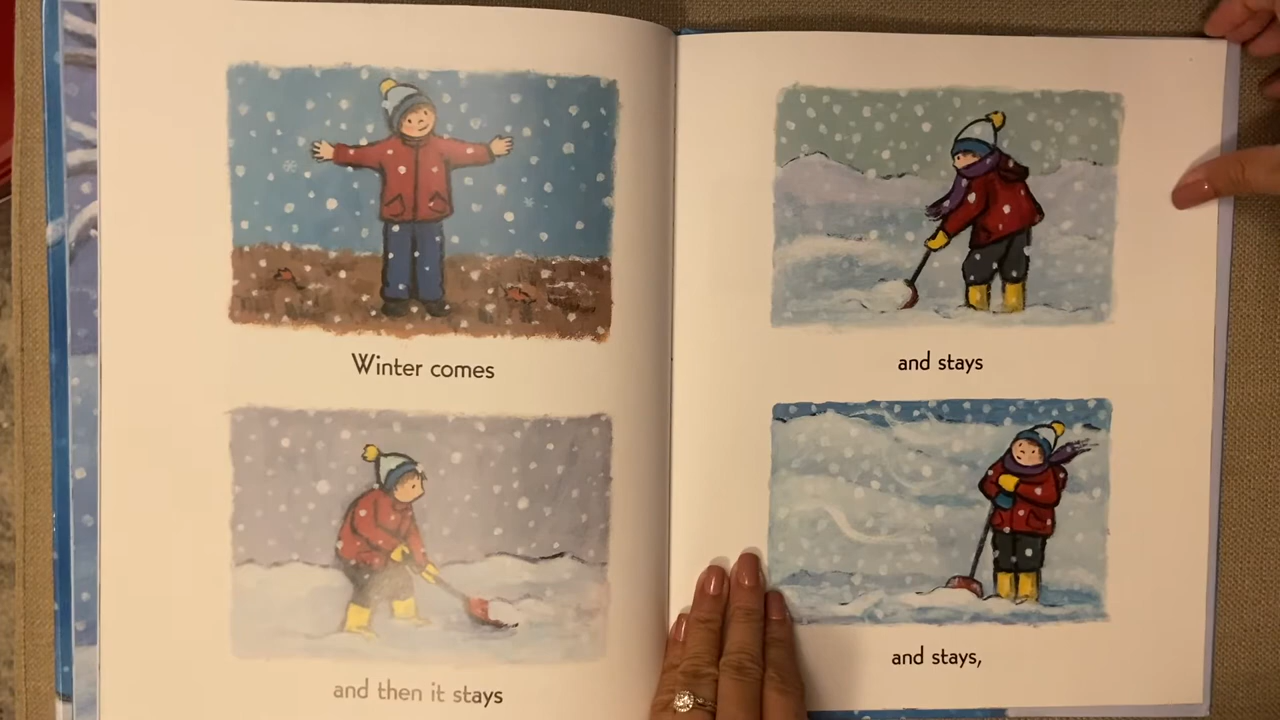 Winter comes
and then it stays
and stays
and stays,